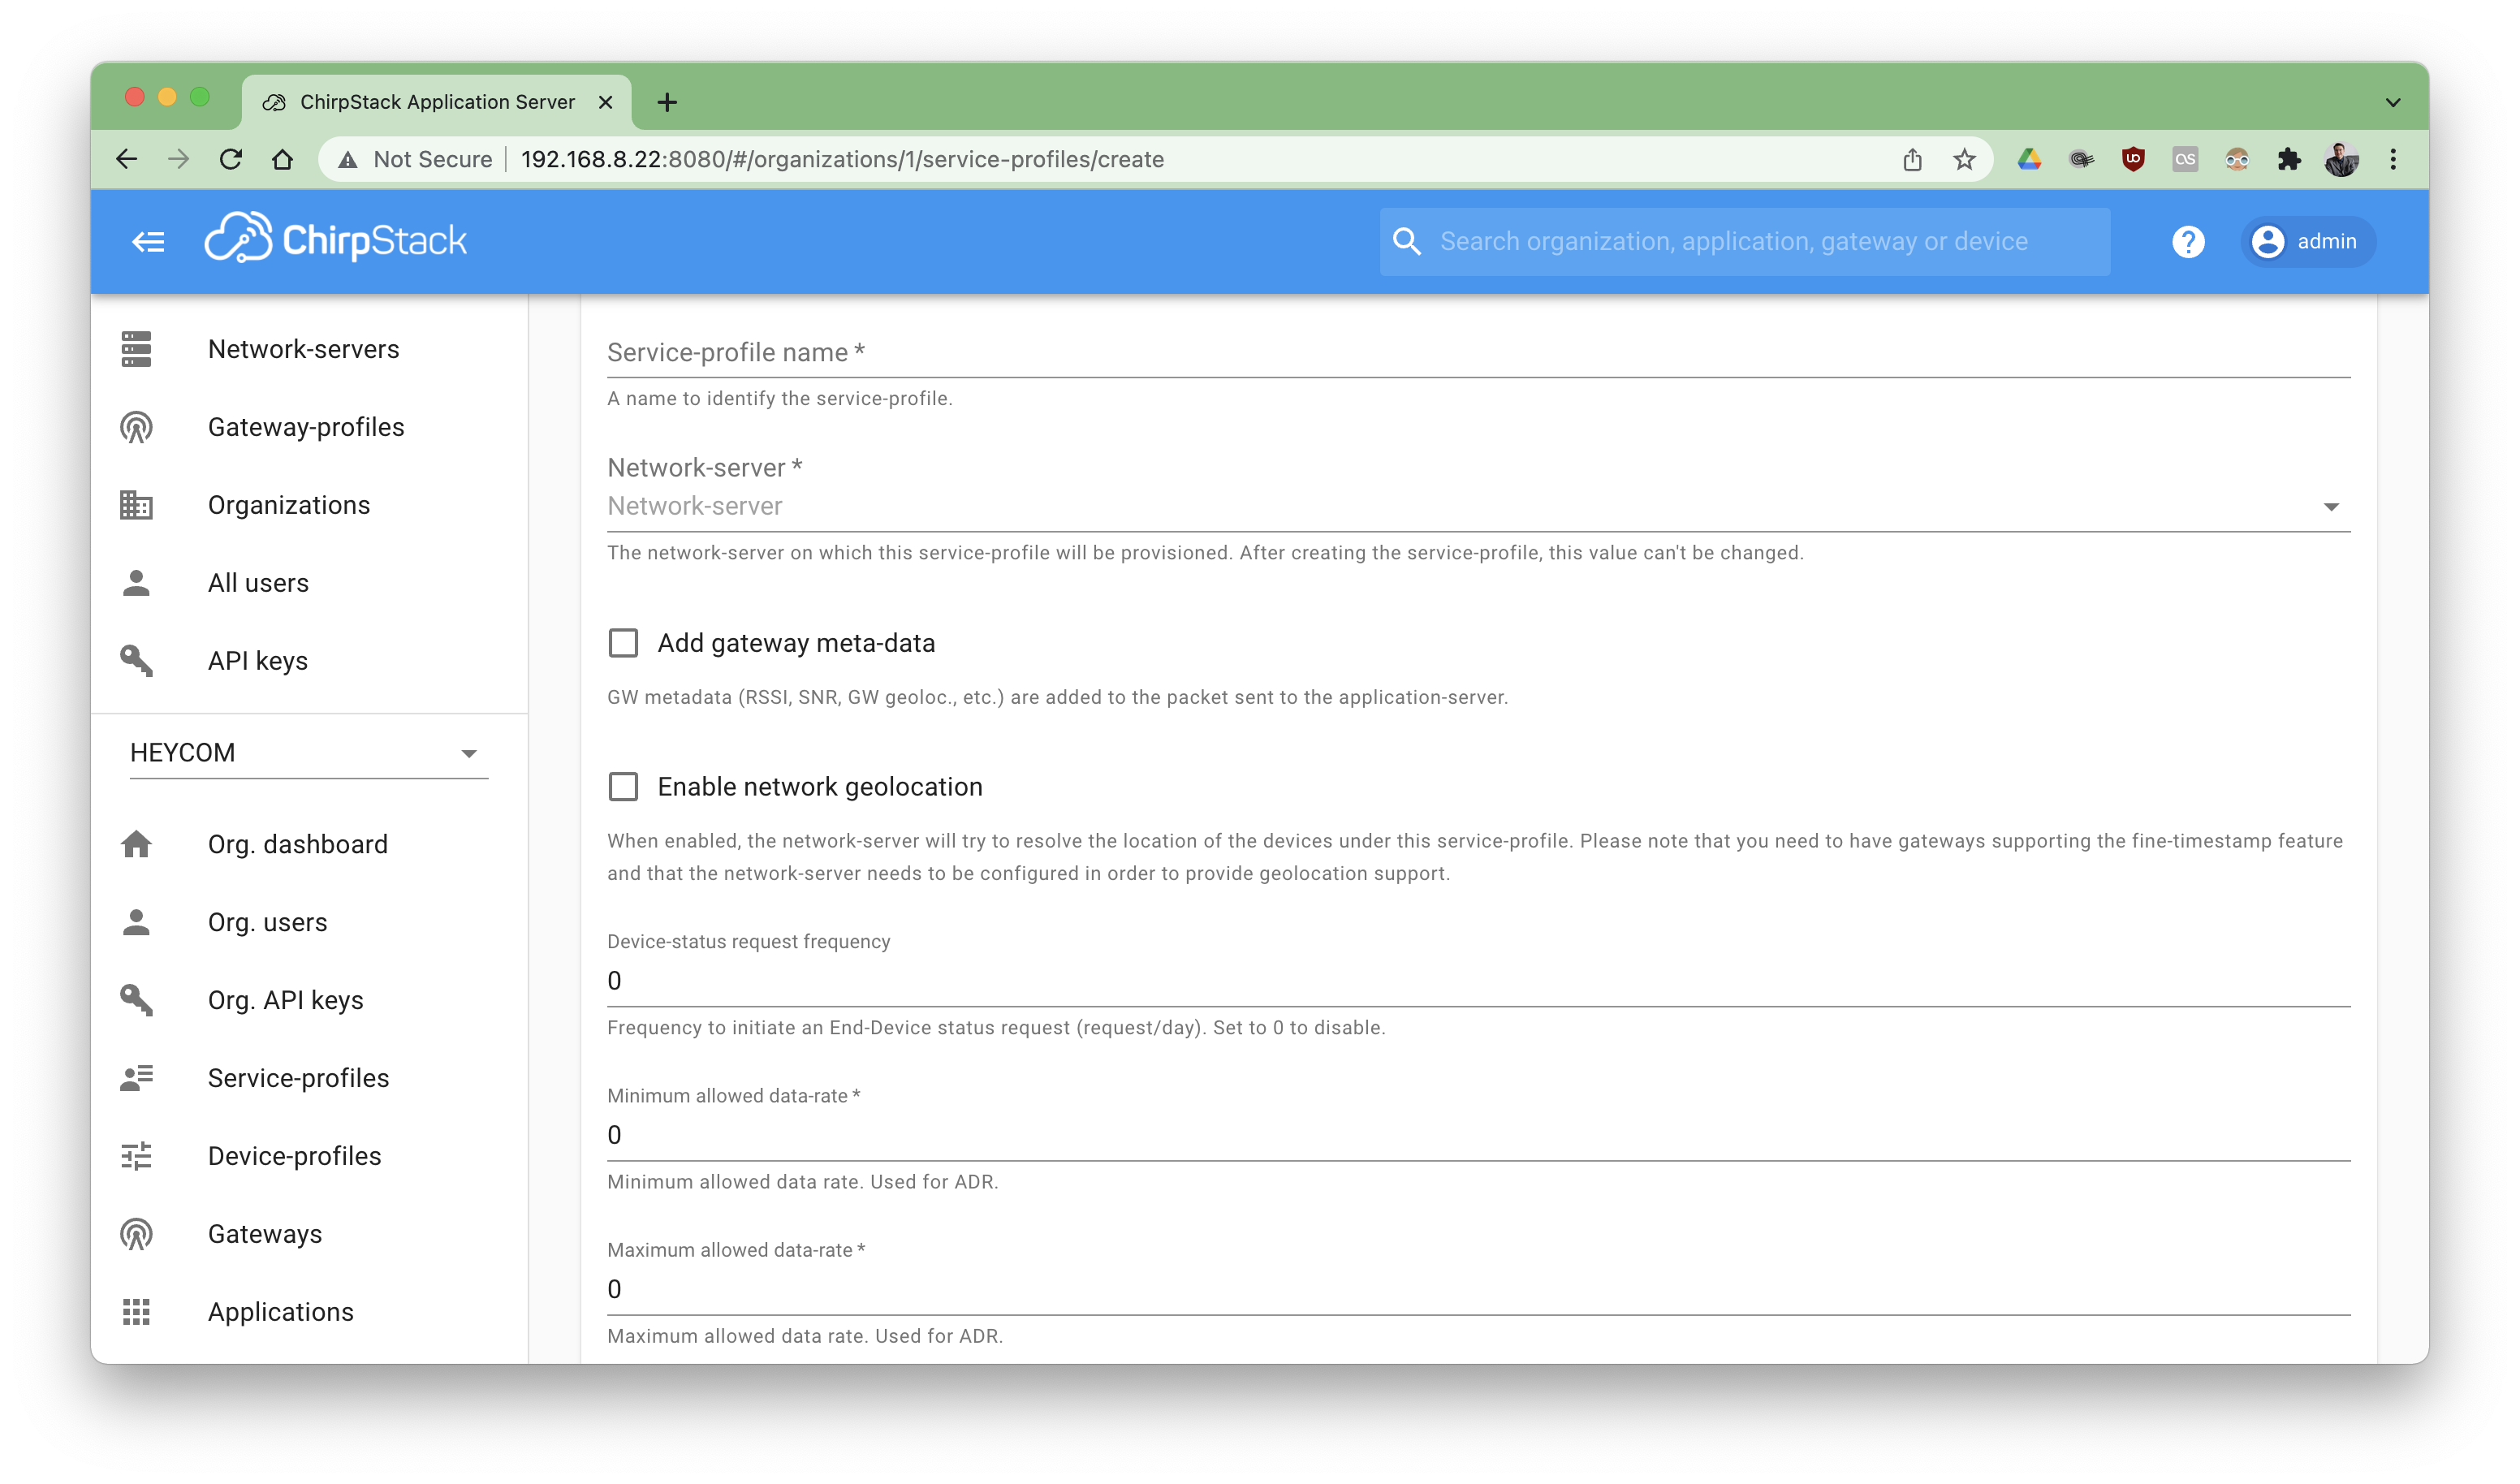 ChirpStack Application Server
Not Secure 192.168.8.22:8080/#/organizations/1/service-profiles/create
ChirpStack
Search organization, application, gateway or device
? admin
Network-servers
Gateway-profiles
Organizations
All users
API keys
HEYCOM
Org. dashboard
Org. users
Org. API keys
Service-profiles
Device-profiles
Gateways
Applications
Service-profile name *
A name to identify the service-profile.
Network-server *
Network-server
The network-server on which this service-profile will be provisioned. After creating the service-profile, this value can't be changed.
Add gateway meta-data
GW metadata (RSSI, SNR, GW geoloc., etc.) are added to the packet sent to the application-server.
Enable network geolocation
When enabled, the network-server will try to resolve the location of the devices under this service-profile. Please note that you need to have gateways supporting the fine-timestamp feature
and that the network-server needs to be configured in order to provide geolocation support.
Device-status request frequency
0
Frequency to initiate an End-Device status request (request/day). Set to 0 to disable.
Minimum allowed data-rate *
0
Minimum allowed data rate. Used for ADR.
Maximum allowed data-rate *
0
Maximum allowed data rate. Used for ADR.